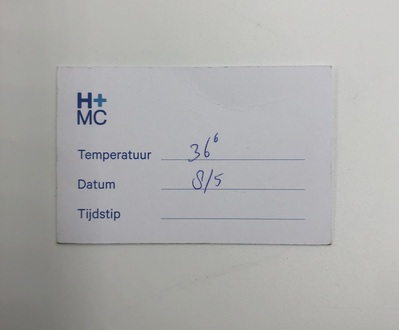 H+
MC
Temperatuur 36⁶
Datum 8/5
Tijdstip